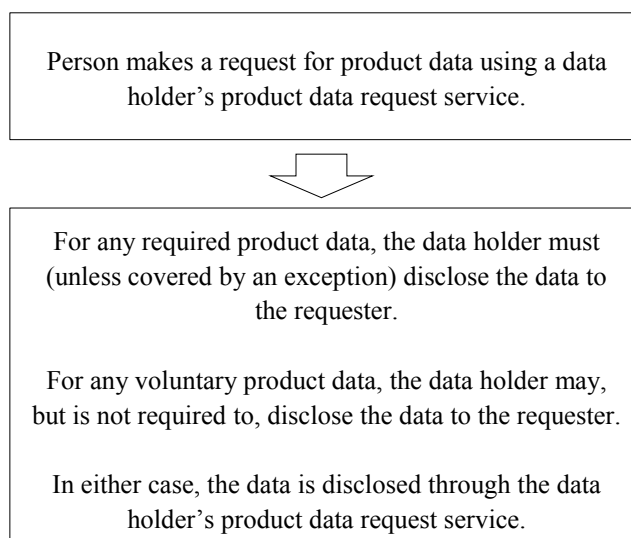 Person makes a request for product data using a data
holder’s product data request service.
For any required product data, the data holder must
(unless covered by an exception) disclose the data to
the requester.
For any voluntary product data, the data holder may,
but is not required to, disclose the data to the requester.
In either case, the data is disclosed through the data
holder’s product data request service.